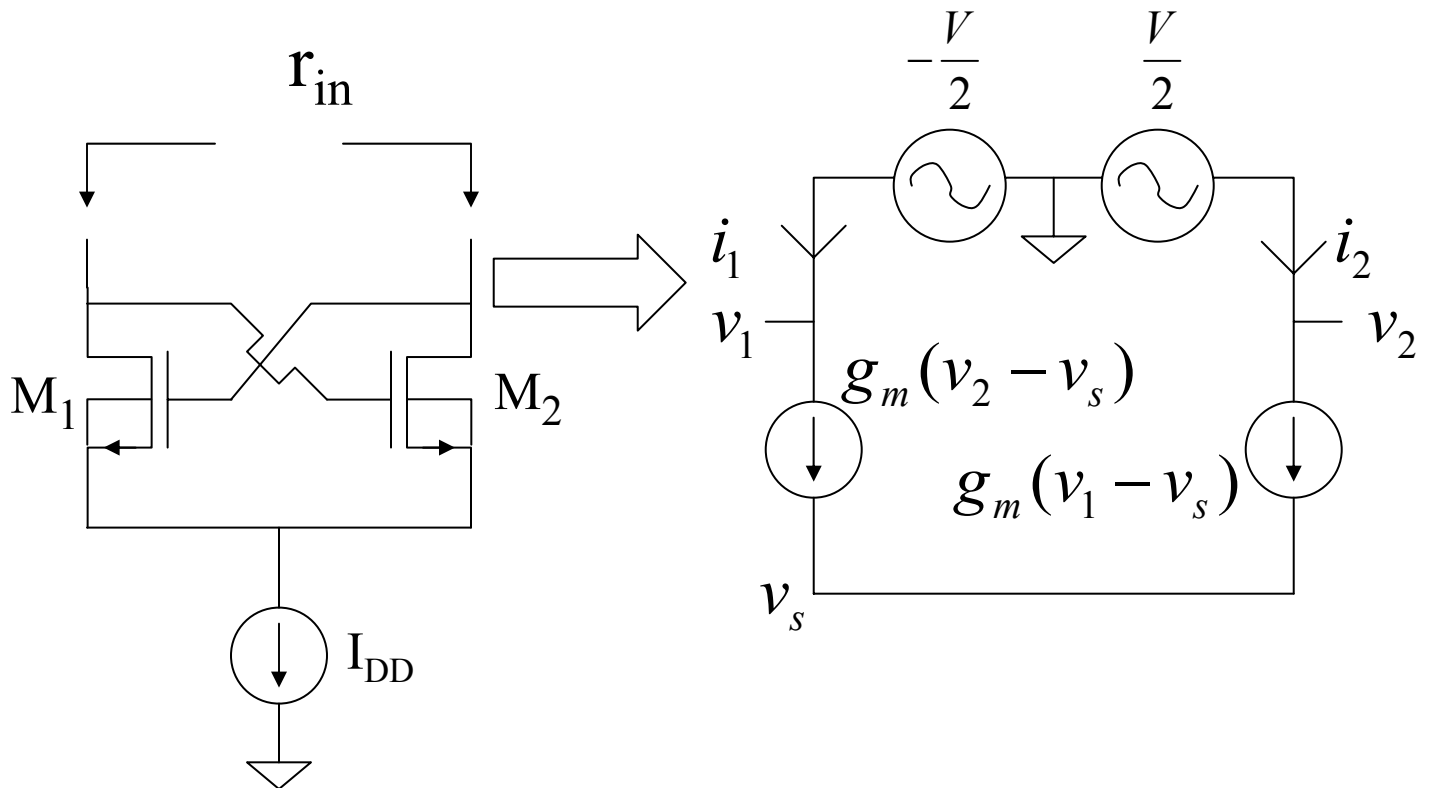 r_in
M_1
M_2
I_DD
-V/2
V/2
i_1
i_2
v_1
v_2
g_m(v_2 − v_s)
g_m(v_1 − v_s)
v_s